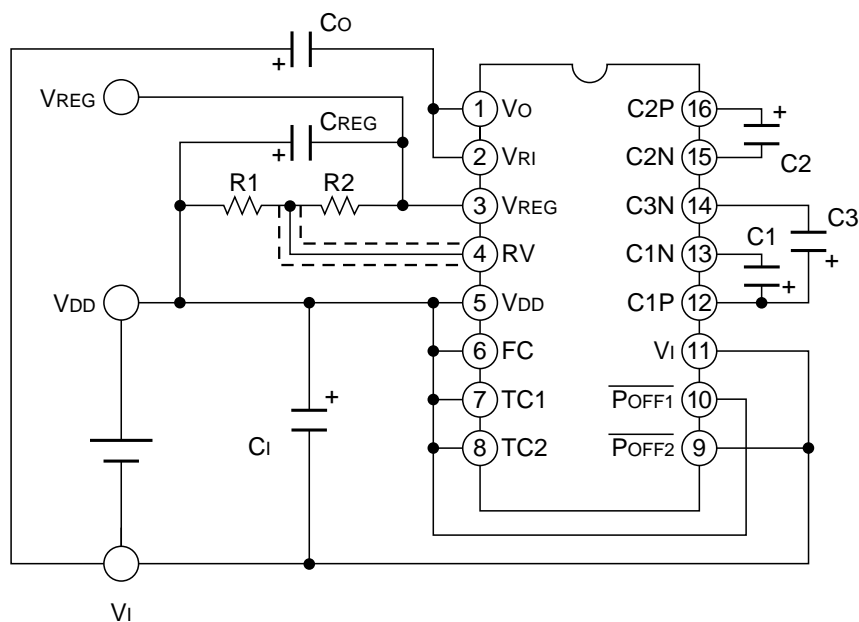 CO
+
VREG
CREG
+
R1
R2
VDD
+
CI
VI
1 VO
2 VRI
3 VREG
4 RV
5 VDD
6 FC
7 TC1
8 TC2
C2P 16
C2N 15
C3N 14
C1N 13
C1P 12
VI 11
POFF1 10
POFF2 9
+
C2
C3
+
C1
+